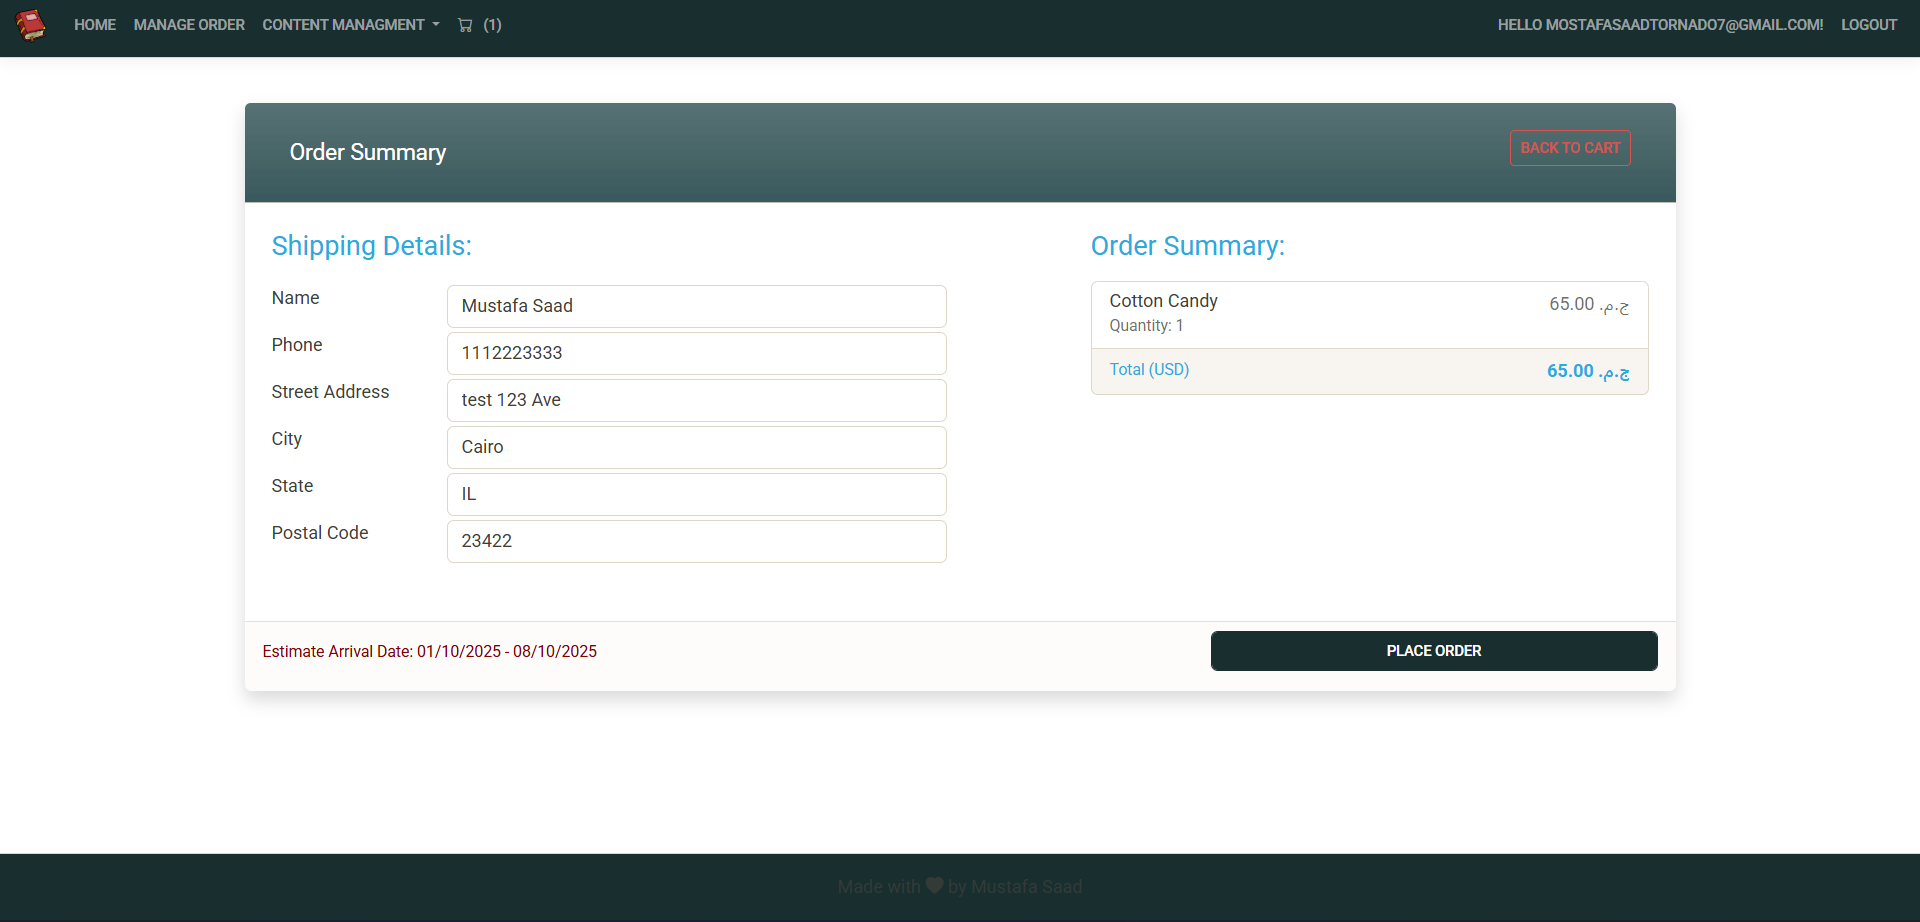 HOME MANAGE ORDER CONTENT MANAGMENT (1) HELLO MOSTAFASAADTORNADO7@GMAIL.COM! LOGOUT
Order Summary BACK TO CART
Shipping Details:
Name Mustafa Saad
Phone 1112223333
Street Address test 123 Ave
City Cairo
State IL
Postal Code 23422
Order Summary:
Cotton Candy ج.م. 65.00
Quantity: 1
Total (USD) ج.م. 65.00
Estimate Arrival Date: 01/10/2025 - 08/10/2025 PLACE ORDER
Made with ♥ by Mustafa Saad